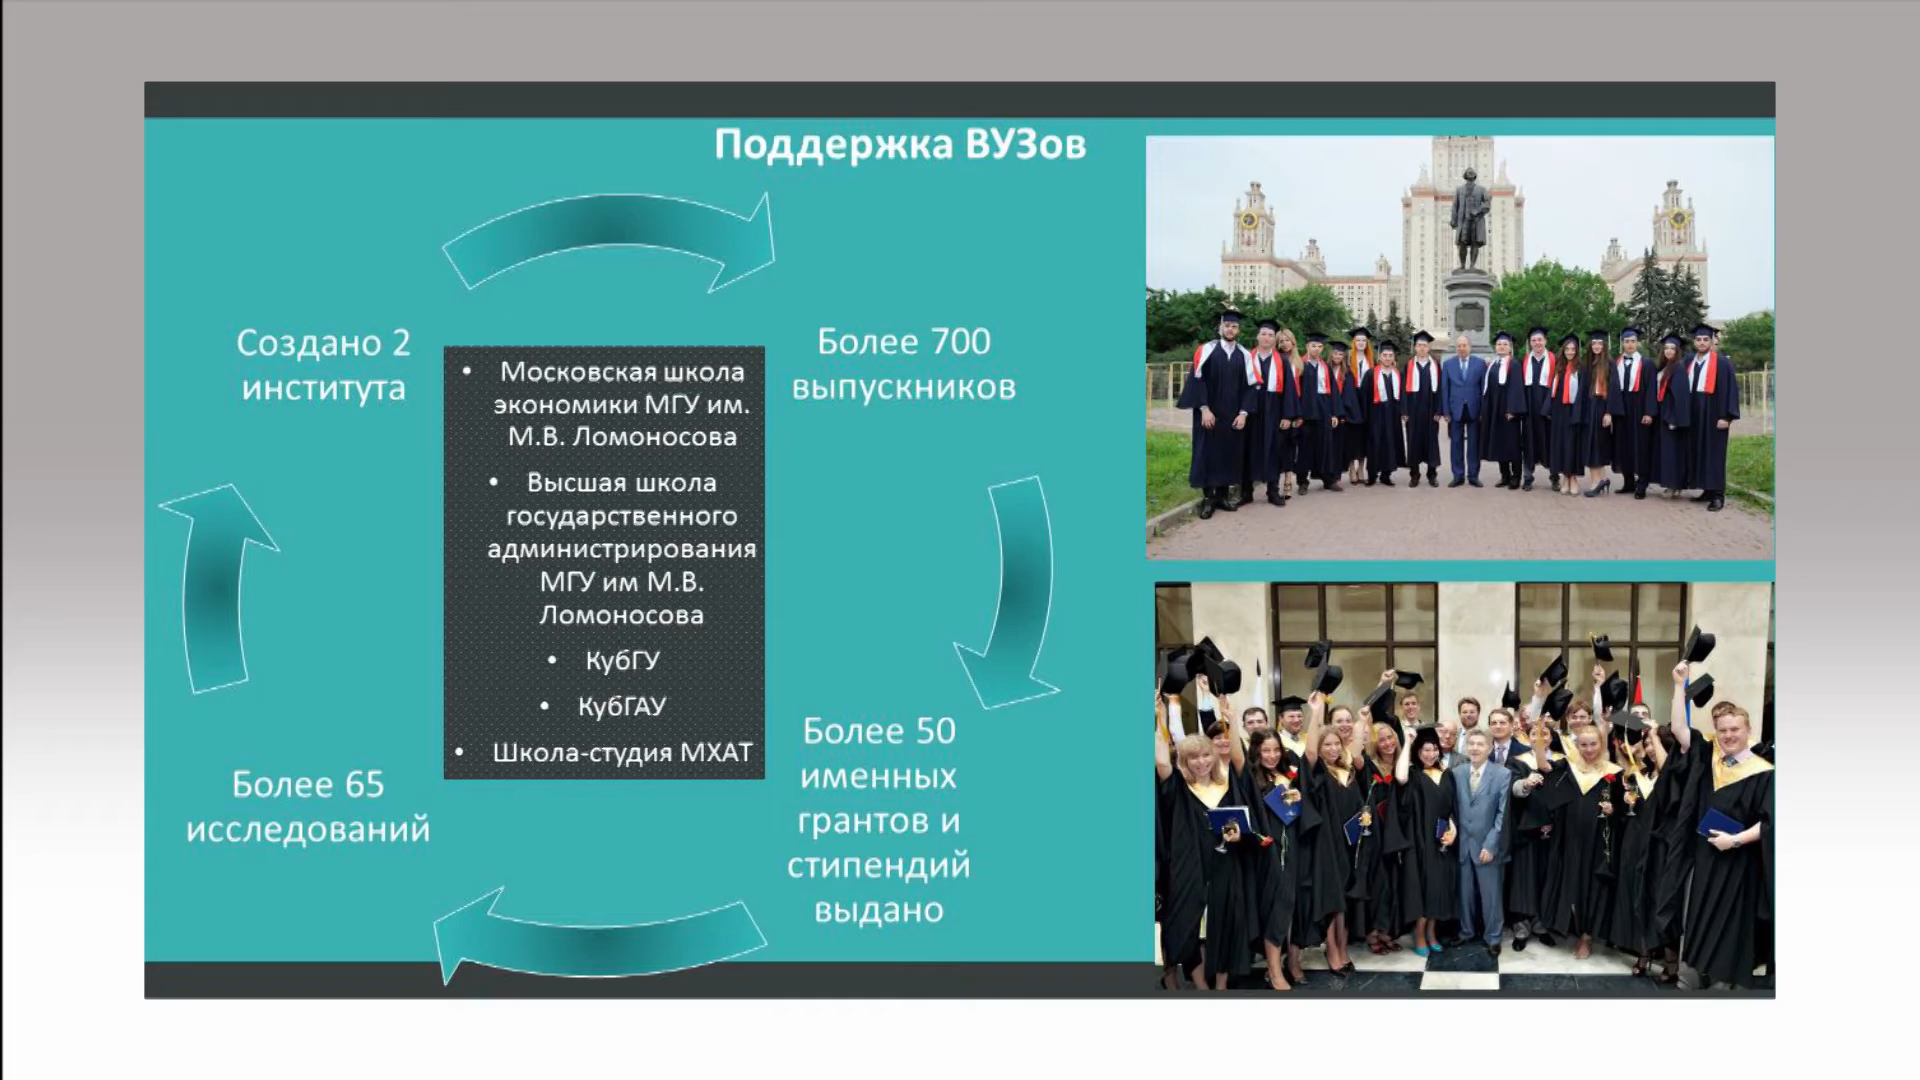 Поддержка ВУЗов
Создано 2
института
Более 700
выпускников
• Московская школа
экономики МГУ им.
М.В. Ломоносова
• Высшая школа
государственного
администрирования
МГУ им М.В.
Ломоносова
• КубГУ
• КубГАУ
• Школа-студия МХАТ
Более 50
именных
грантов и
стипендий
выдано
Более 65
исследований